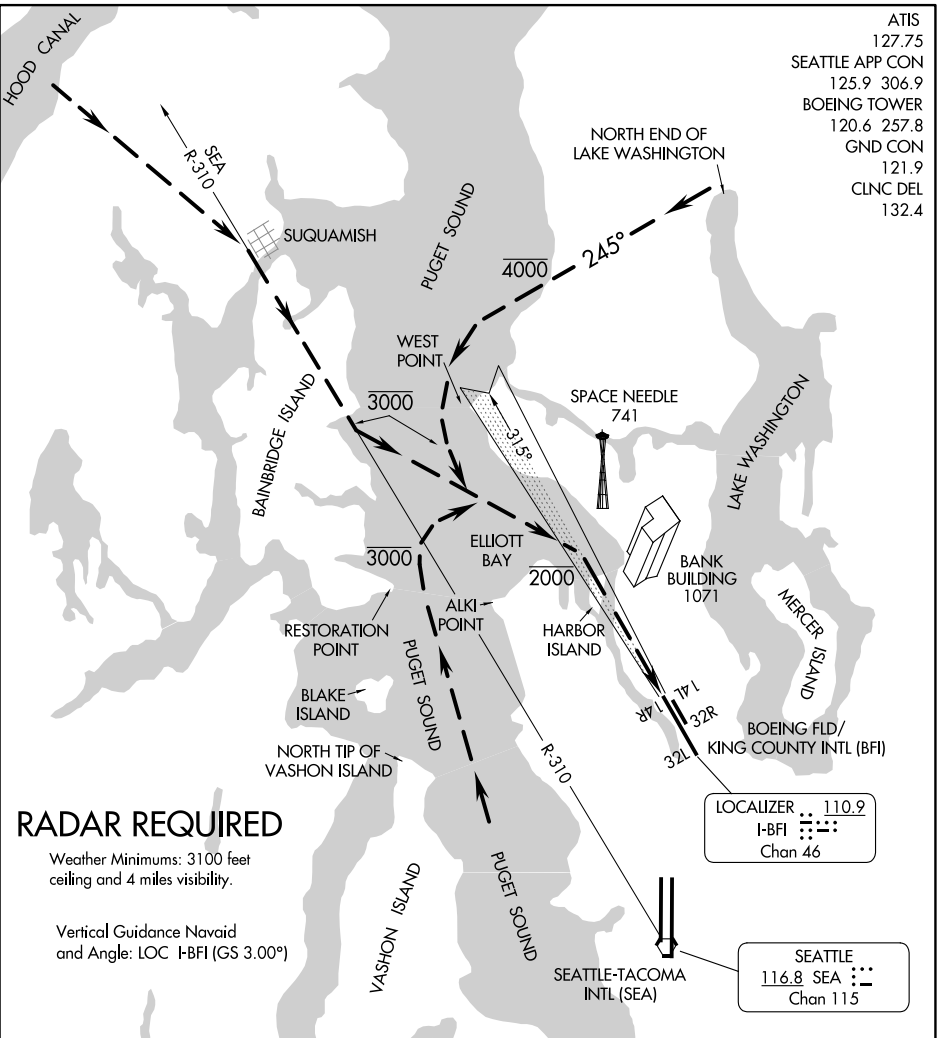 ATIS
127.75
SEATTLE APP CON
125.9 306.9
BOEING TOWER
120.6 257.8
GND CON
121.9
CLNC DEL
132.4
HOOD CANAL
SEA
R-310
SUQUAMISH
PUGET SOUND
NORTH END OF
LAKE WASHINGTON
245°
4000
WEST
POINT
3000
BAINBRIDGE ISLAND
315°
SPACE NEEDLE
741
LAKE WASHINGTON
3000
ELLIOTT
BAY
2000
BANK
BUILDING
1071
MERCER
ISLAND
RESTORATION
POINT
ALKI
POINT
HARBOR
ISLAND
BLAKE
ISLAND
PUGET SOUND
NORTH TIP OF
VASHON ISLAND
R-310
14R
14L
32R
32L
BOEING FLD/
KING COUNTY INTL (BFI)
LOCALIZER 110.9
I-BFI
Chan 46
RADAR REQUIRED
Weather Minimums: 3100 feet
ceiling and 4 miles visibility.
Vertical Guidance Navaid
and Angle: LOC I-BFI (GS 3.00°)
VASHON ISLAND
PUGET SOUND
SEATTLE-TACOMA
INTL (SEA)
SEATTLE
116.8 SEA
Chan 115